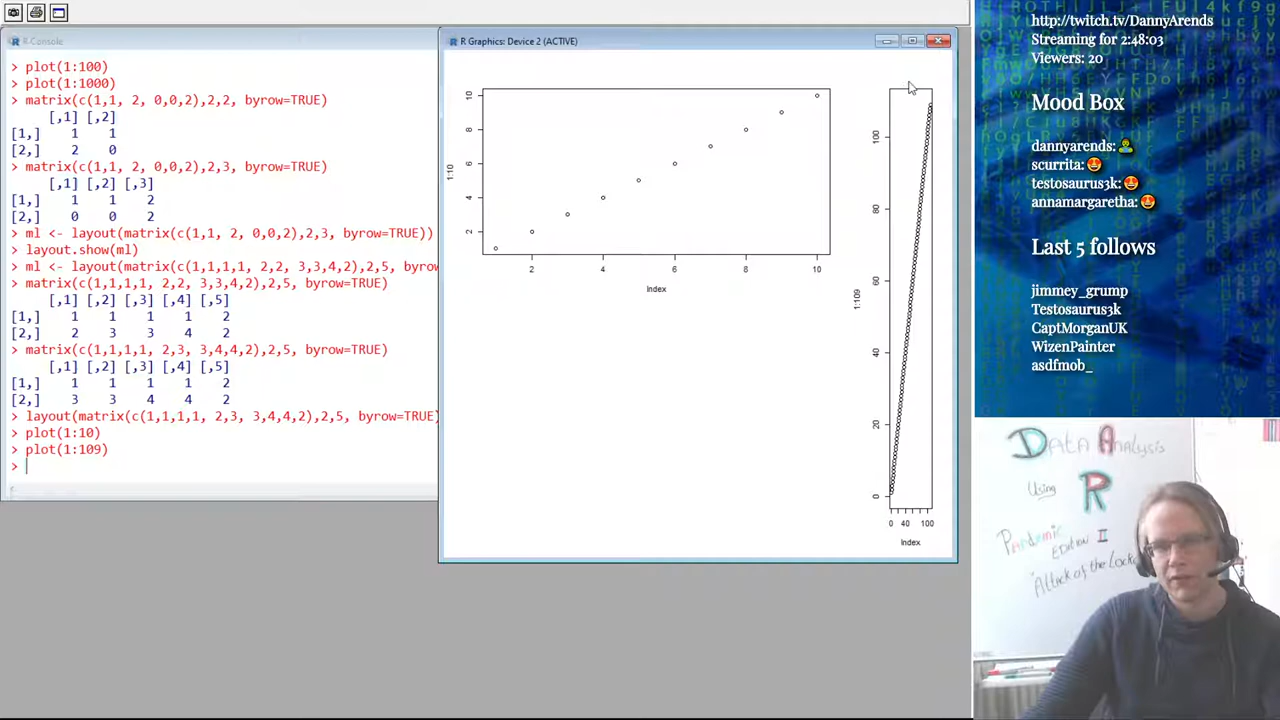 R Console
> plot(1:100)
> plot(1:1000)
> matrix(c(1,1, 2, 0,0,2),2,2, byrow=TRUE)
[,1] [,2]
[1,] 1 1
[2,] 2 0
> matrix(c(1,1, 2, 0,0,2),2,3, byrow=TRUE)
[,1] [,2] [,3]
[1,] 1 1 2
[2,] 0 0 2
> ml <- layout(matrix(c(1,1, 2, 0,0,2),2,3, byrow=TRUE))
> layout.show(ml)
> ml <- layout(matrix(c(1,1,1,1, 2,2, 3,3,4,2),2,5, byrow
> matrix(c(1,1,1,1, 2,2, 3,3,4,2),2,5, byrow=TRUE)
[,1] [,2] [,3] [,4] [,5]
[1,] 1 1 1 1 2
[2,] 2 3 3 4 2
> matrix(c(1,1,1,1, 2,3, 3,4,4,2),2,5, byrow=TRUE)
[,1] [,2] [,3] [,4] [,5]
[1,] 1 1 1 1 2
[2,] 3 3 4 4 2
> layout(matrix(c(1,1,1,1, 2,3, 3,4,4,2),2,5, byrow=TRUE)
> plot(1:10)
> plot(1:109)
>
R Graphics: Device 2 (ACTIVE)
10
8
6
4
2
1:10
2 4 6 8 10
Index
100
80
60
40
20
0
1:109
0 40 100
Index
http://twitch.tv/DannyArends
Streaming for 2:48:03
Viewers: 20
Mood Box
dannyarends:
scurrita:
testosaurus3k:
annamargaretha:
Last 5 follows
jimmey_grump
Testosaurus3k
CaptMorganUK
WizenPainter
asdfmob_
Data Analysis
Using R
Pandemic
Edition II
"Attack of the